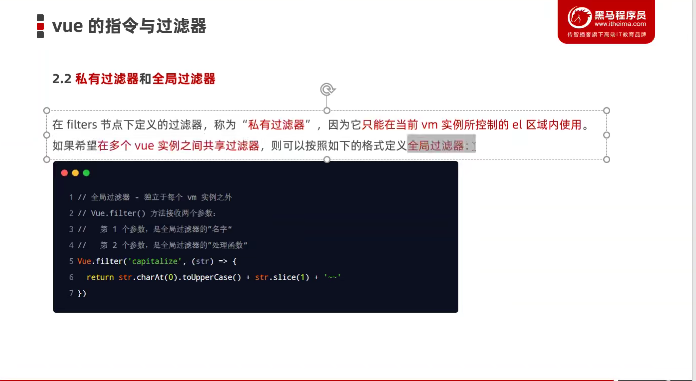 vue 的指令与过滤器
黑马程序员
www.itheima.com
传智播客旗下高端IT教育品牌
2.2 私有过滤器和全局过滤器
在 filters 节点下定义的过滤器，称为“私有过滤器”，因为它只能在当前 vm 实例所控制的 el 区域内使用。
如果希望在多个 vue 实例之间共享过滤器，则可以按照如下的格式定义全局过滤器：
1 // 全局过滤器 - 独立于每个 vm 实例之外
2 // Vue.filter() 方法接收两个参数：
3 //   第 1 个参数，是全局过滤器的"名字"
4 //   第 2 个参数，是全局过滤器的"处理函数"
5 Vue.filter('capitalize', (str) => {
6   return str.charAt(0).toUpperCase() + str.slice(1) + '~~'
7 })